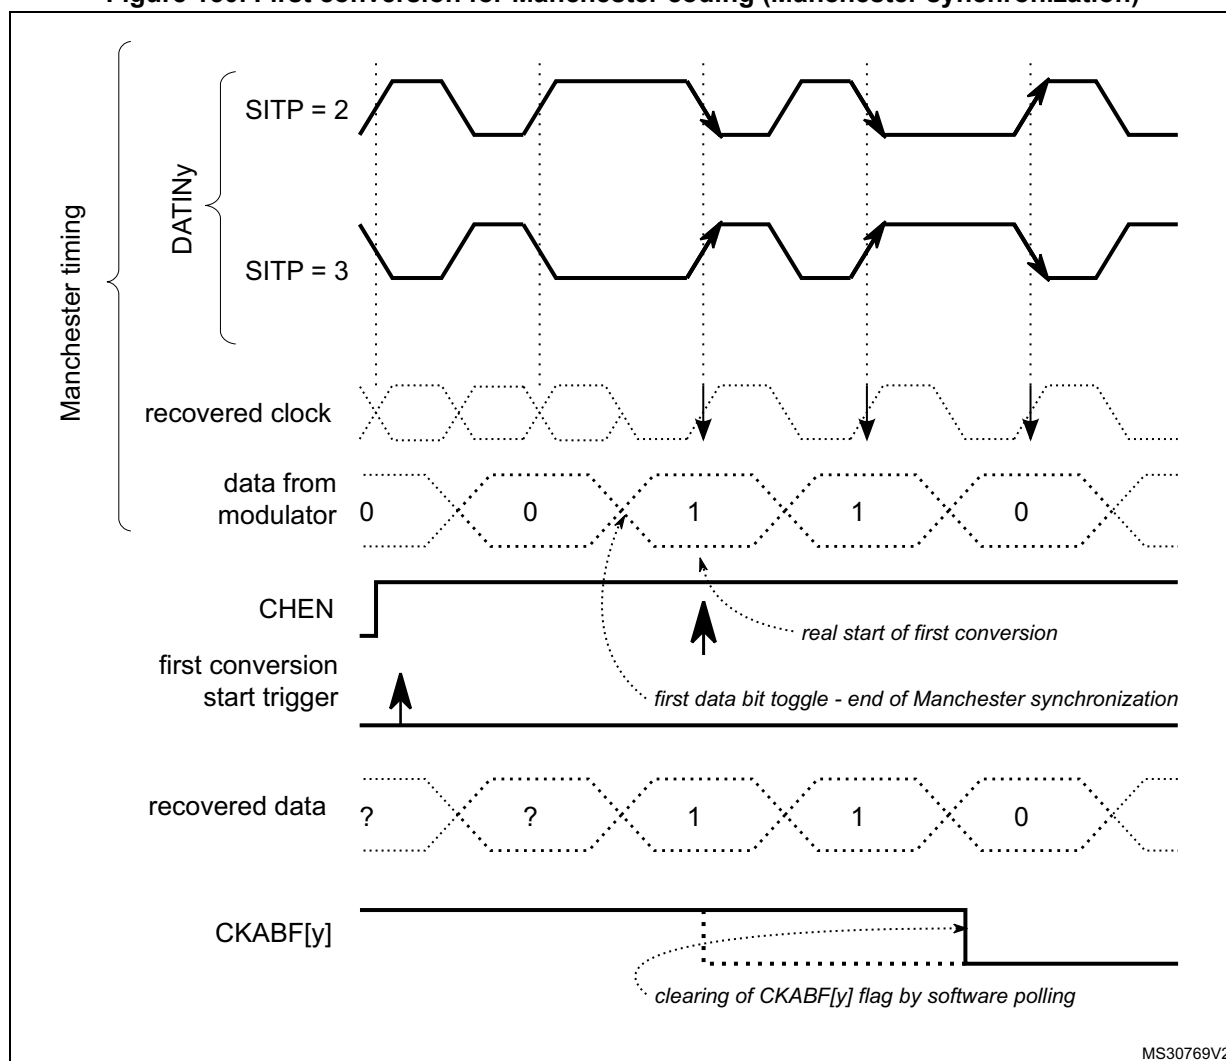 SITP = 2
DATINy
Manchester timing
SITP = 3
recovered clock
data from
modulator
0 0 1 1 0
CHEN
real start of first conversion
first conversion
start trigger
first data bit toggle - end of Manchester synchronization
recovered data
? ? 1 1 0
CKABF[y]
clearing of CKABF[y] flag by software polling
MS30769V2